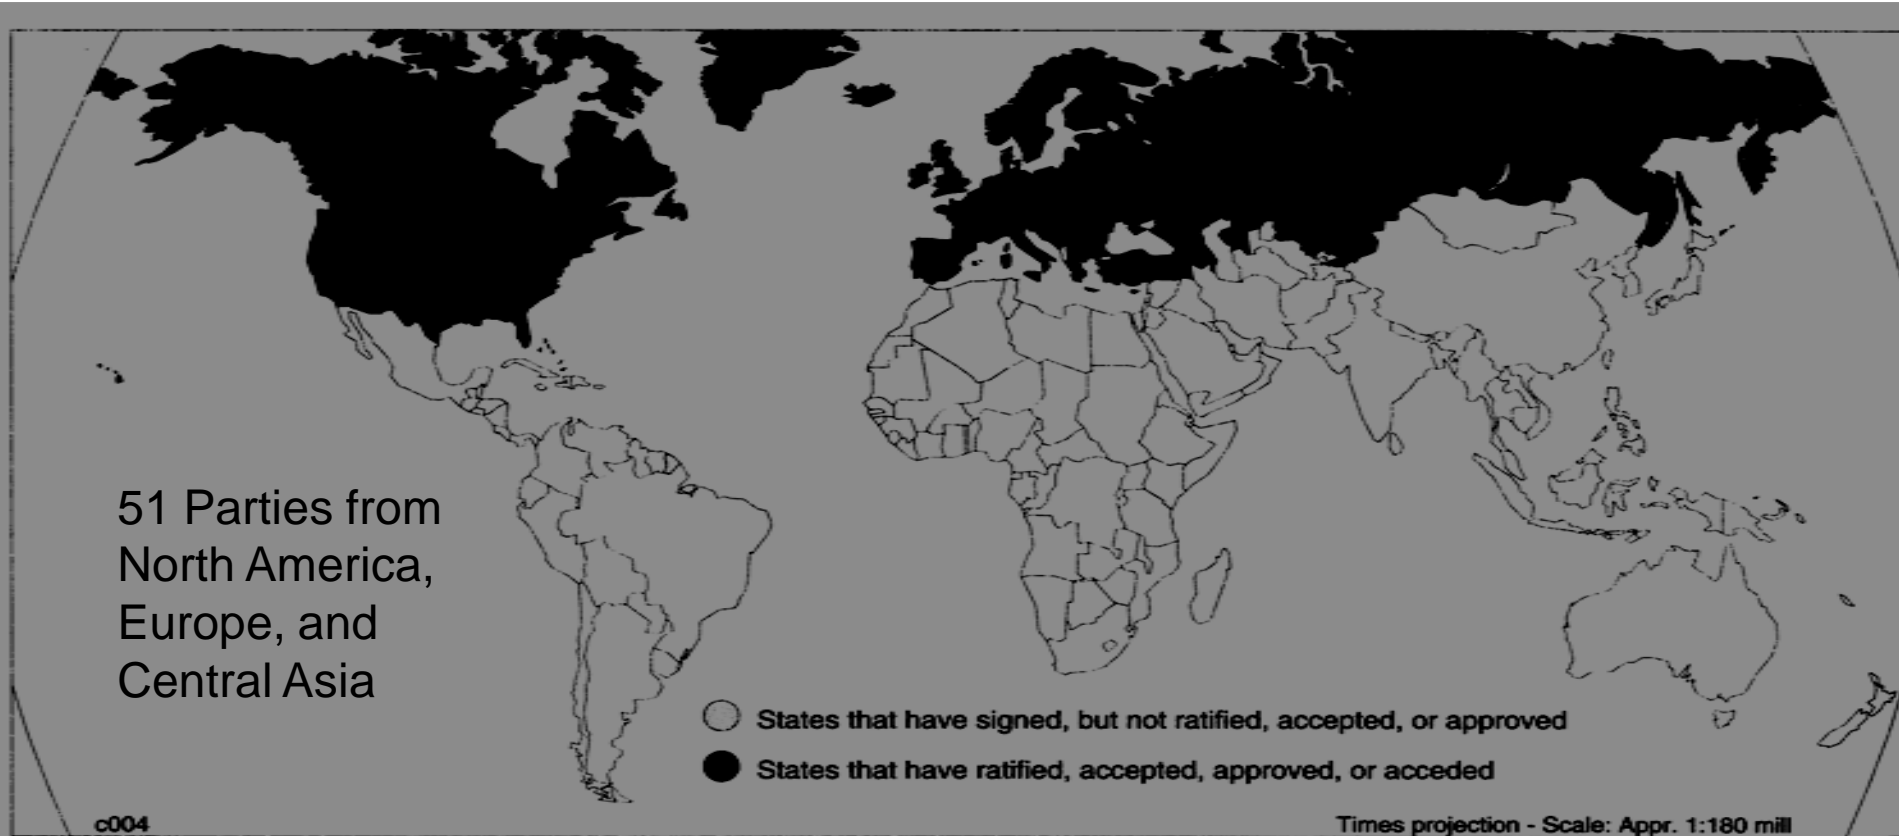 51 Parties from
North America,
Europe, and
Central Asia
States that have signed, but not ratified, accepted, or approved
States that have ratified, accepted, approved, or acceded
c004
Times projection - Scale: Appr. 1:180 mill